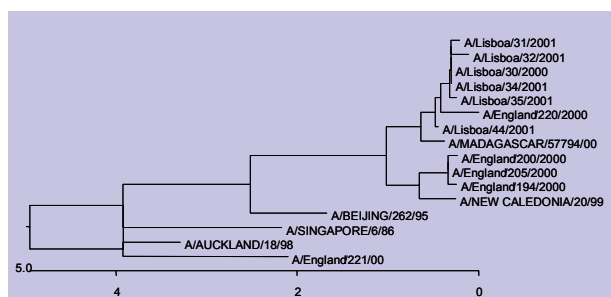 A/Lisboa/31/2001
A/Lisboa/32/2001
A/Lisboa/30/2000
A/Lisboa/34/2001
A/Lisboa/35/2001
A/England'220/2000
A/Lisboa/44/2001
A/MADAGASCAR/57794/00
A/England'200/2000
A/England'205/2000
A/England'194/2000
A/NEW CALEDONIA/20/99
A/BEIJING/262/95
A/SINGAPORE/6/86
A/AUCKLAND/18/98
A/England'221/00
5.0
4 2 0